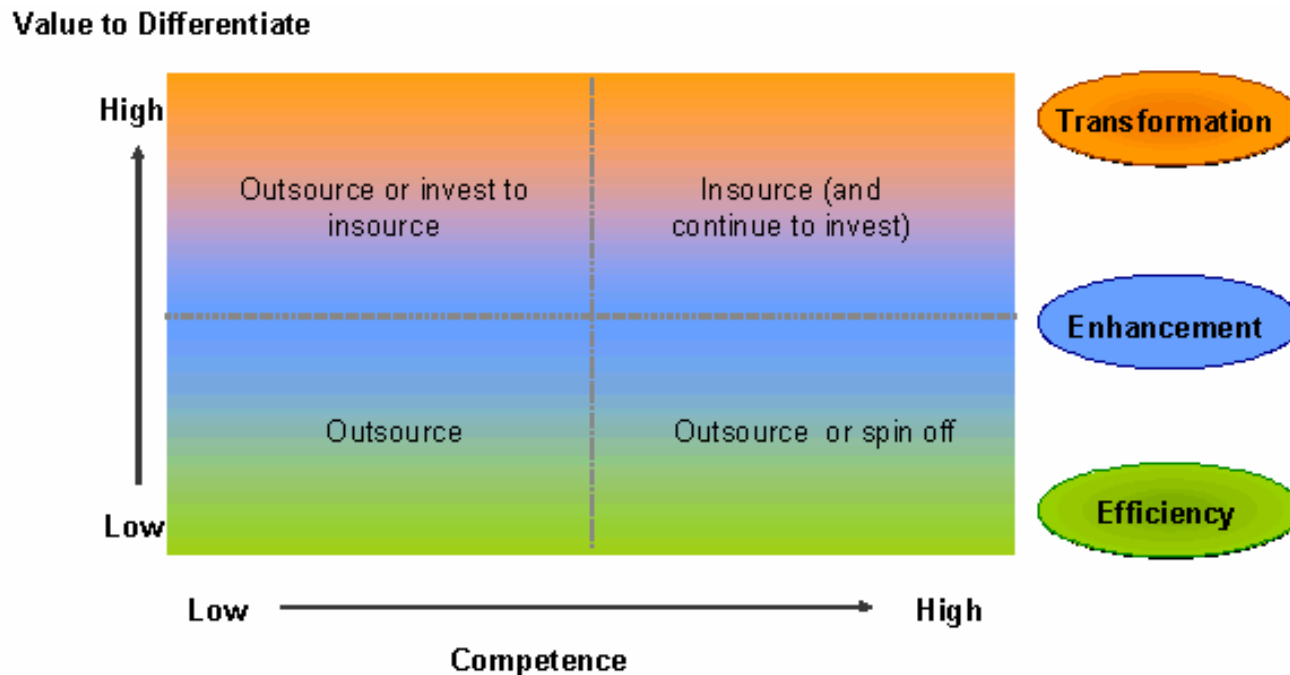 Value to Differentiate
High
Transformation
Outsource or invest to
insource
Insource (and
continue to invest)
Enhancement
Outsource
Outsource or spin off
Efficiency
Low
Low
High
Competence